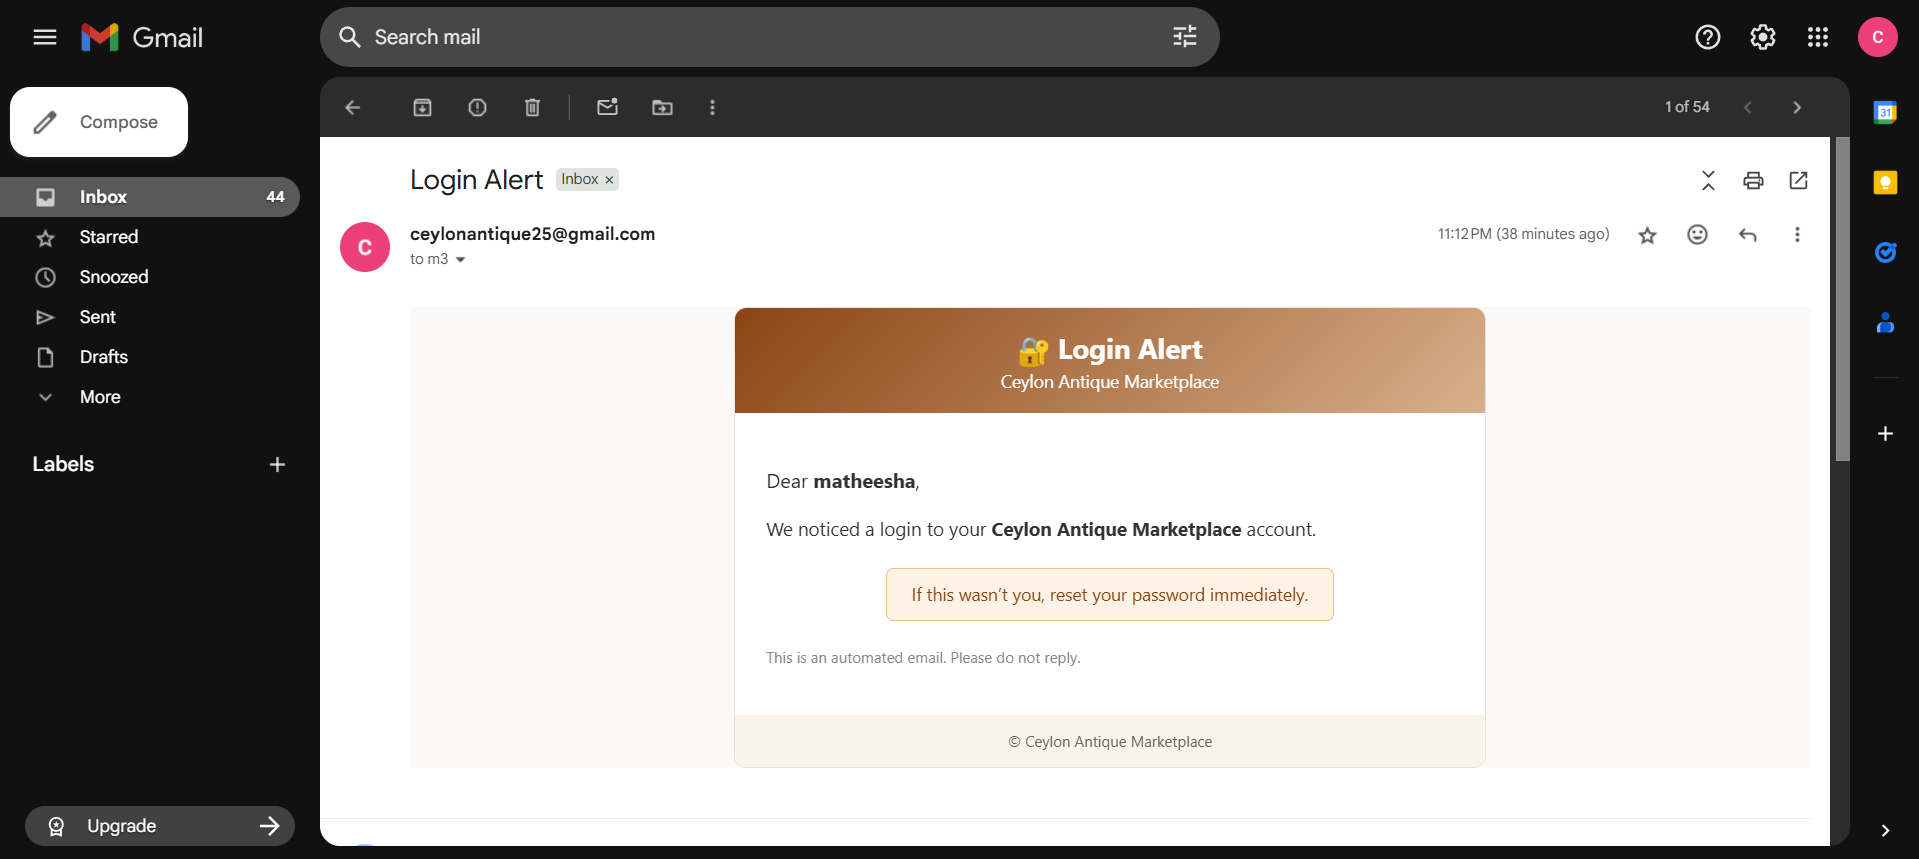 Gmail
Search mail
C
Compose
1 of 54
31
Inbox 44
Starred
Snoozed
Sent
Drafts
More
Labels
Upgrade
Login Alert Inbox ×
C
ceylonantique25@gmail.com
to m3
11:12 PM (38 minutes ago)
🔐 Login Alert
Ceylon Antique Marketplace
Dear matheesha,
We noticed a login to your Ceylon Antique Marketplace account.
If this wasn’t you, reset your password immediately.
This is an automated email. Please do not reply.
© Ceylon Antique Marketplace